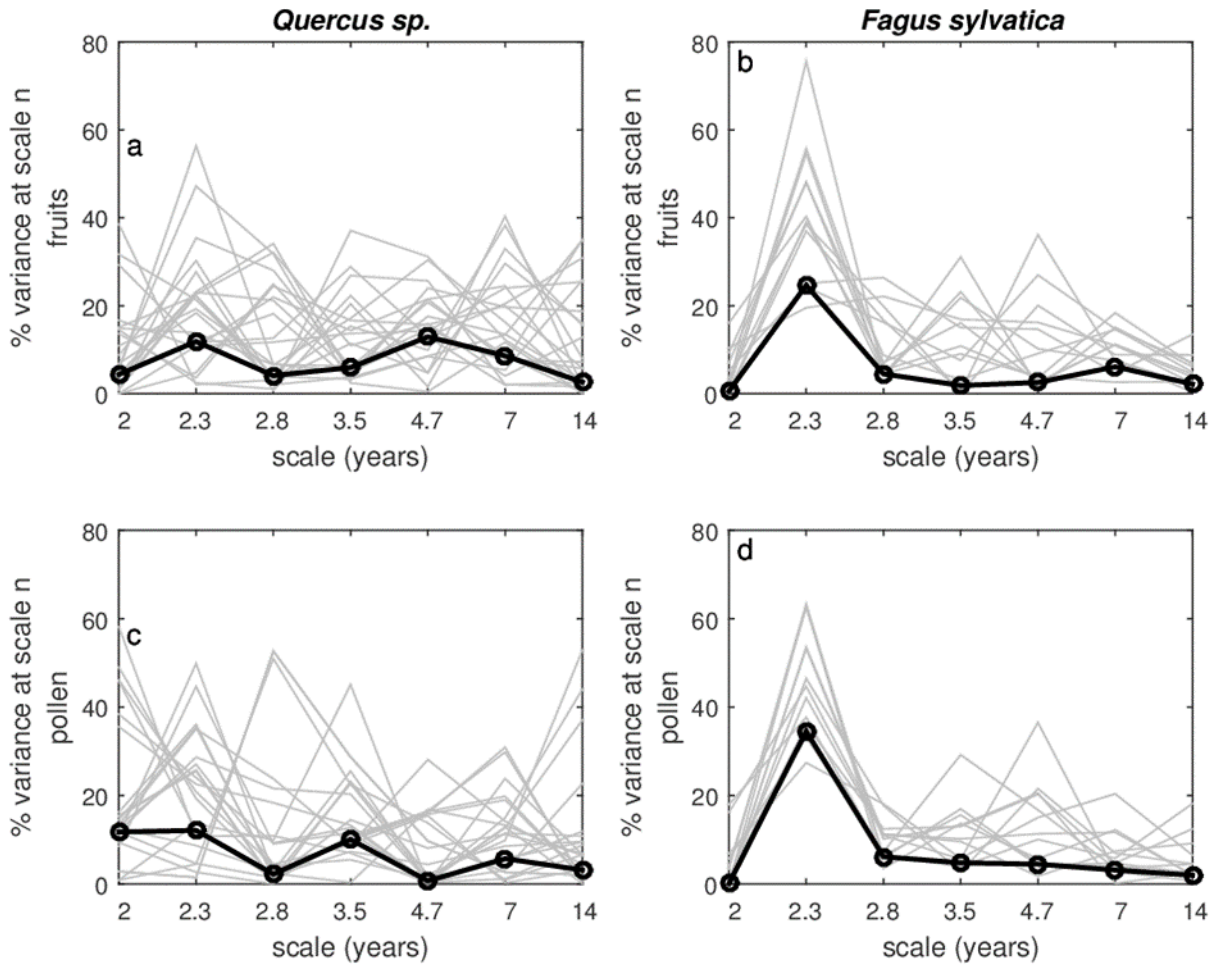 Quercus sp.
Fagus sylvatica
% variance at scale n
fruits
80
60
40
20
0
a
2 2.3 2.8 3.5 4.7 7 14
scale (years)
% variance at scale n
fruits
80
60
40
20
0
b
2 2.3 2.8 3.5 4.7 7 14
scale (years)
% variance at scale n
pollen
80
60
40
20
0
c
2 2.3 2.8 3.5 4.7 7 14
scale (years)
% variance at scale n
pollen
80
60
40
20
0
d
2 2.3 2.8 3.5 4.7 7 14
scale (years)